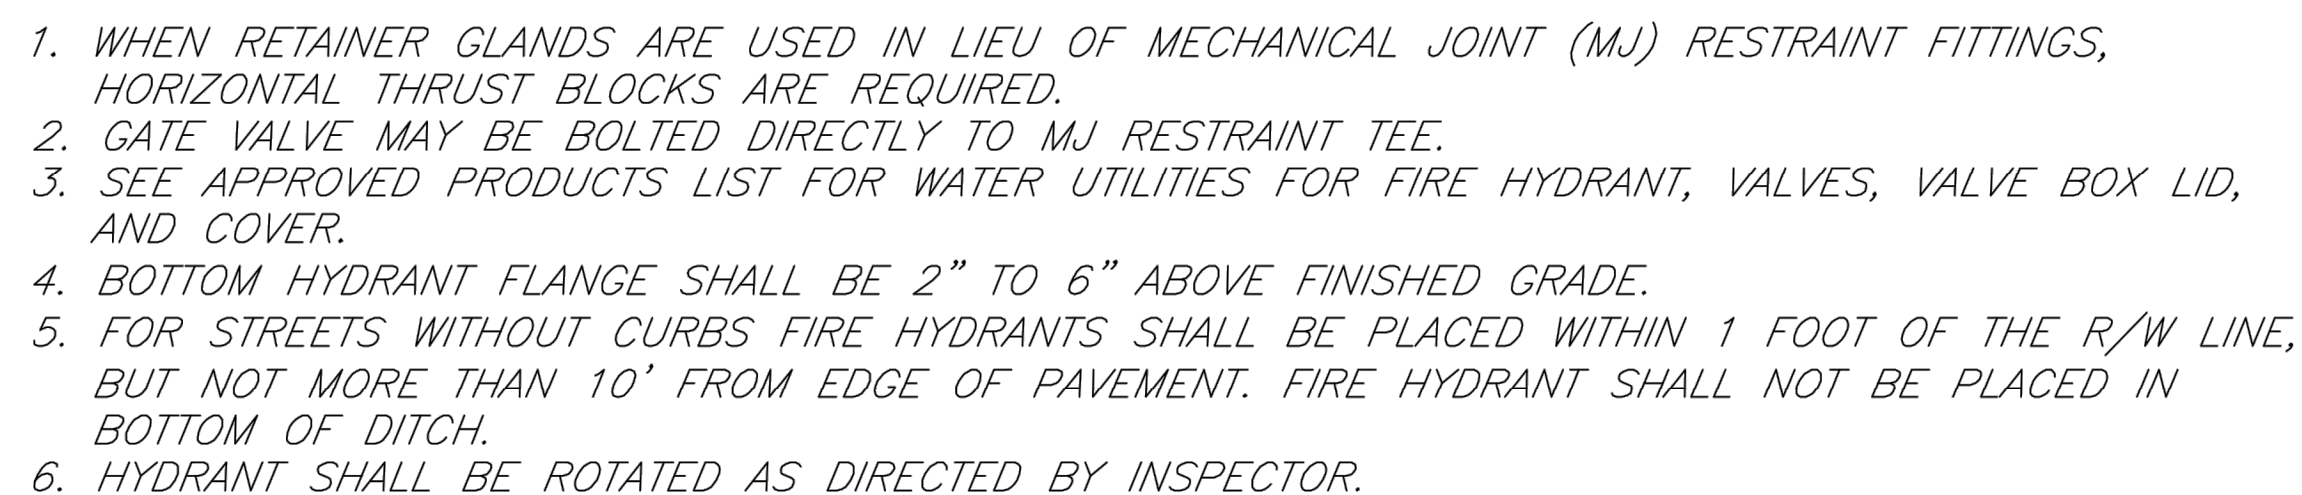 1. WHEN RETAINER GLANDS ARE USED IN LIEU OF MECHANICAL JOINT (MJ) RESTRAINT FITTINGS,
HORIZONTAL THRUST BLOCKS ARE REQUIRED.
2. GATE VALVE MAY BE BOLTED DIRECTLY TO MJ RESTRAINT TEE.
3. SEE APPROVED PRODUCTS LIST FOR WATER UTILITIES FOR FIRE HYDRANT, VALVES, VALVE BOX LID,
AND COVER.
4. BOTTOM HYDRANT FLANGE SHALL BE 2" TO 6" ABOVE FINISHED GRADE.
5. FOR STREETS WITHOUT CURBS FIRE HYDRANTS SHALL BE PLACED WITHIN 1 FOOT OF THE R/W LINE,
BUT NOT MORE THAN 10' FROM EDGE OF PAVEMENT. FIRE HYDRANT SHALL NOT BE PLACED IN
BOTTOM OF DITCH.
6. HYDRANT SHALL BE ROTATED AS DIRECTED BY INSPECTOR.